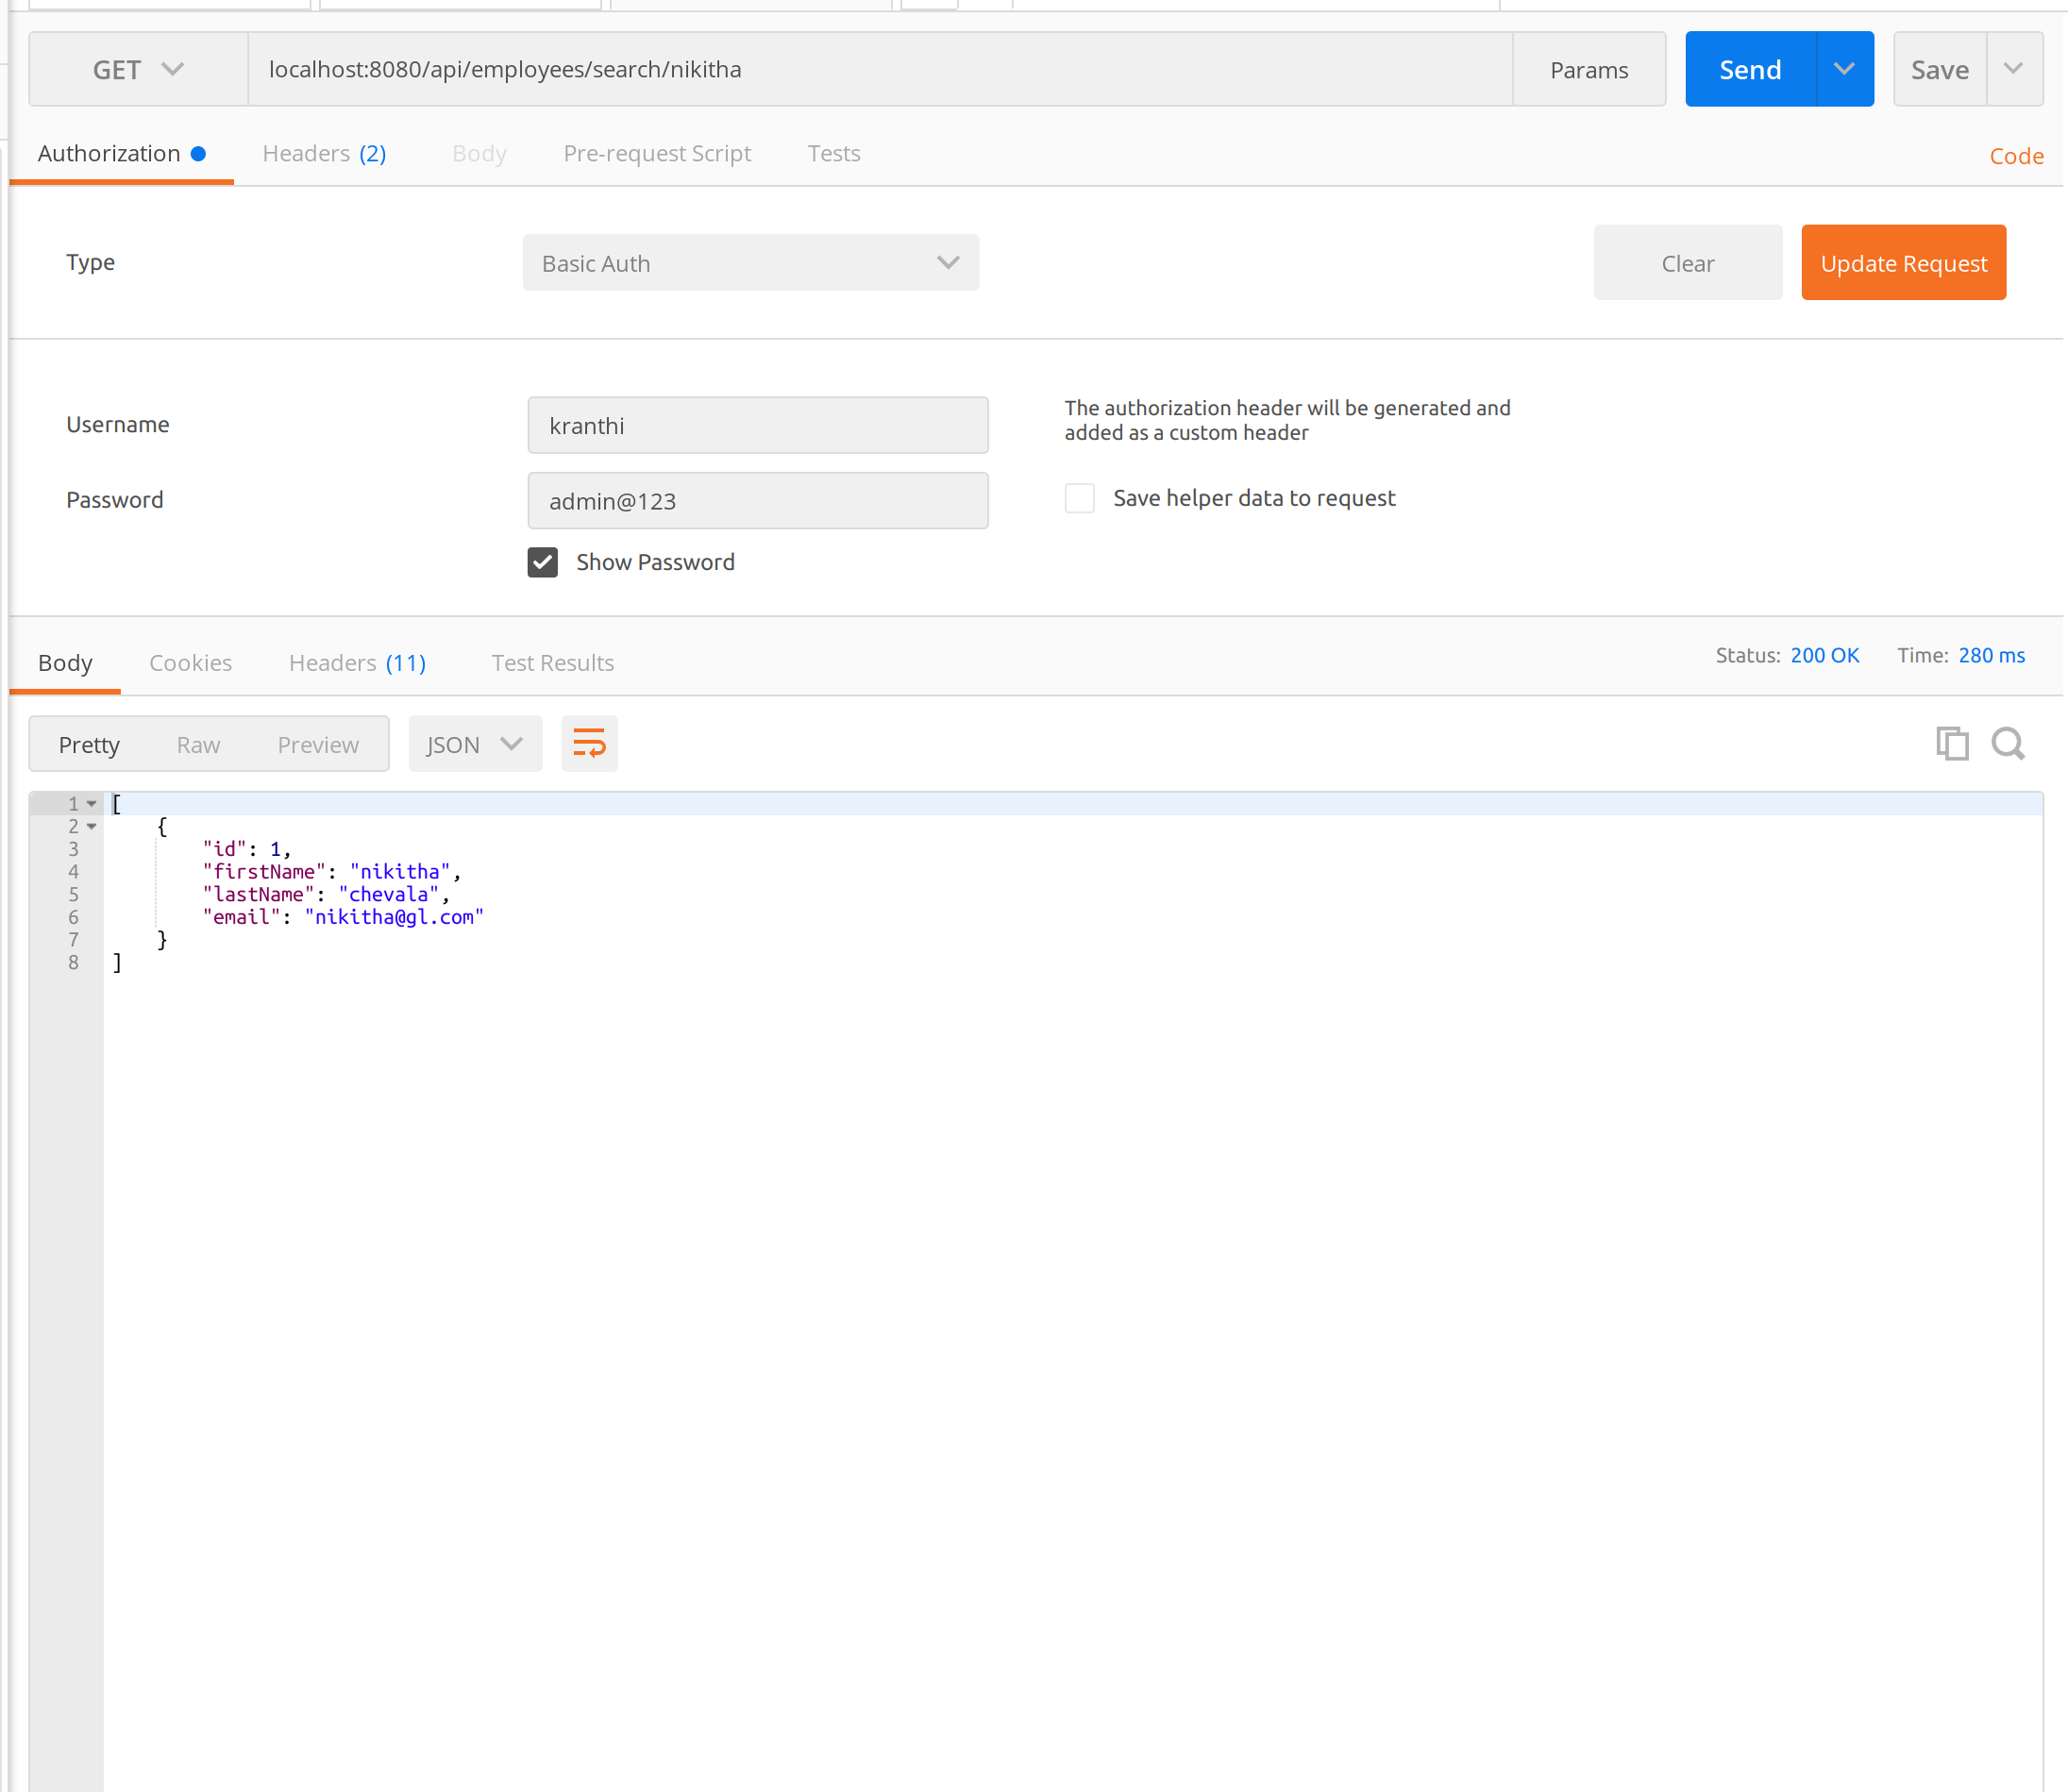 GET localhost:8080/api/employees/search/nikitha Params Send Save
Authorization Headers (2) Body Pre-request Script Tests Code
Type Basic Auth Clear Update Request
Username kranthi
The authorization header will be generated and
added as a custom header
Password admin@123 Save helper data to request
Show Password
Body Cookies Headers (11) Test Results Status: 200 OK Time: 280 ms
Pretty Raw Preview JSON
1 [
2 {
3 "id": 1,
4 "firstName": "nikitha",
5 "lastName": "chevala",
6 "email": "nikitha@gl.com"
7 }
8 ]